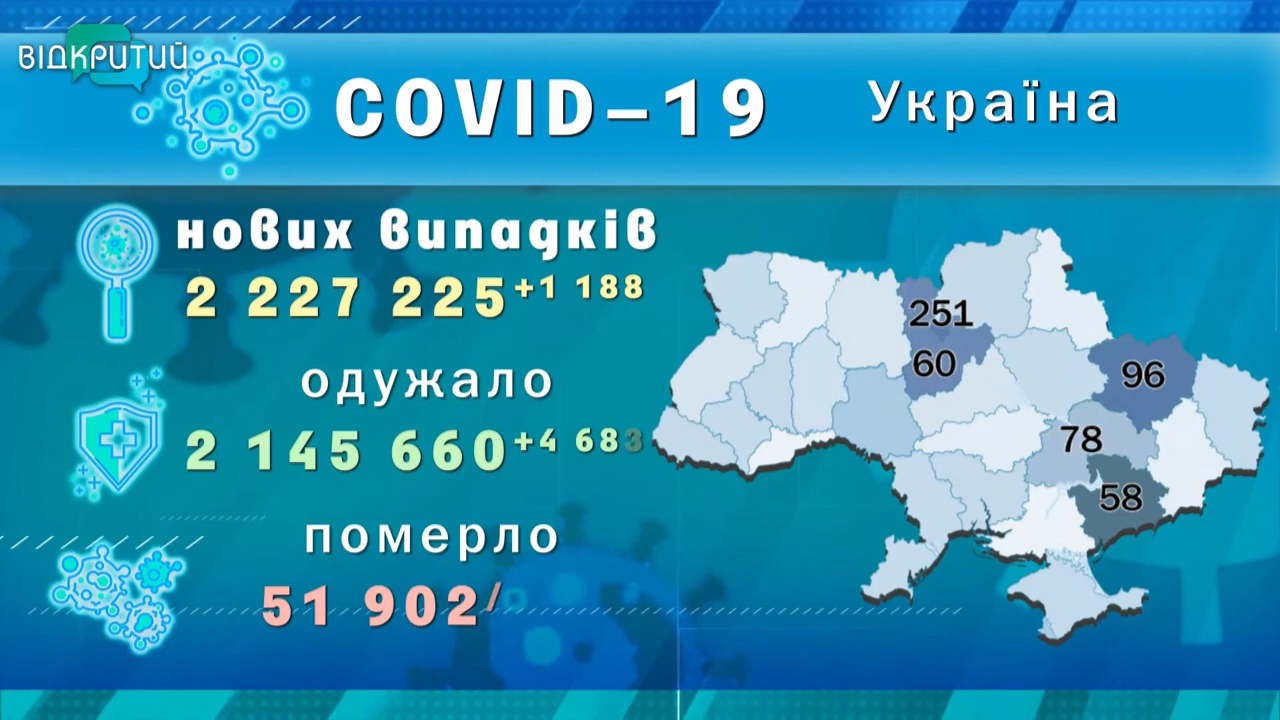 ВІДКРИТИЙ
COVID-19
Україна
нових випадків
2 227 225 +1 188
одужало
2 145 660 +4 683
померло
51 902
251
60
96
78
58